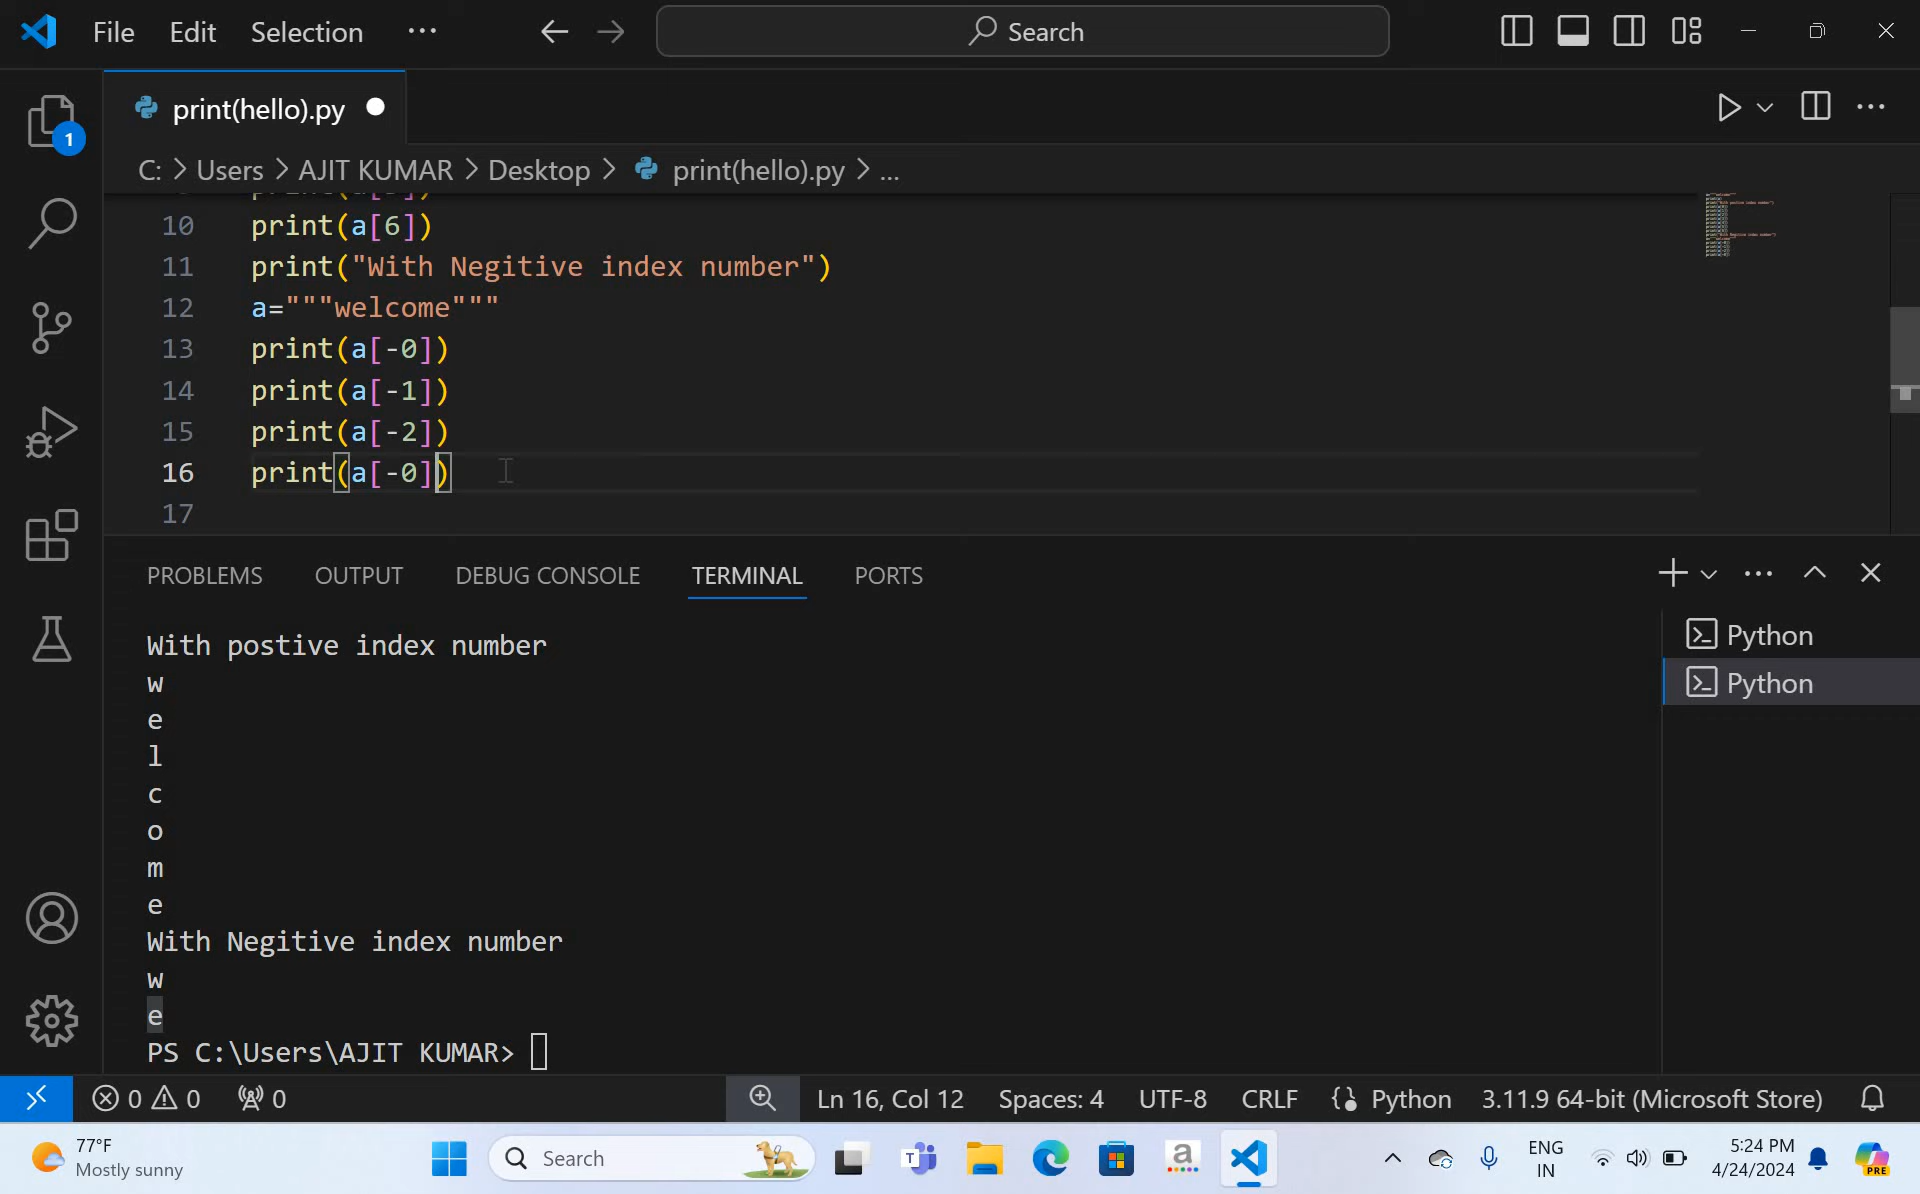 File Edit Selection ... Search
print(hello).py
C: > Users > AJIT KUMAR > Desktop > print(hello).py > ...
10 print(a[6])
11 print("With Negitive index number")
12 a="""welcome"""
13 print(a[-0])
14 print(a[-1])
15 print(a[-2])
16 print(a[-0])
17
1
PROBLEMS OUTPUT DEBUG CONSOLE TERMINAL PORTS
Python
Python
With postive index number
w
e
l
c
o
m
e
With Negitive index number
w
e
PS C:\Users\AJIT KUMAR>
0 0 0 Ln 16, Col 12 Spaces: 4 UTF-8 CRLF Python 3.11.9 64-bit (Microsoft Store)
77°F
Mostly sunny
Search
ENG
IN
5:24 PM
4/24/2024
PRE